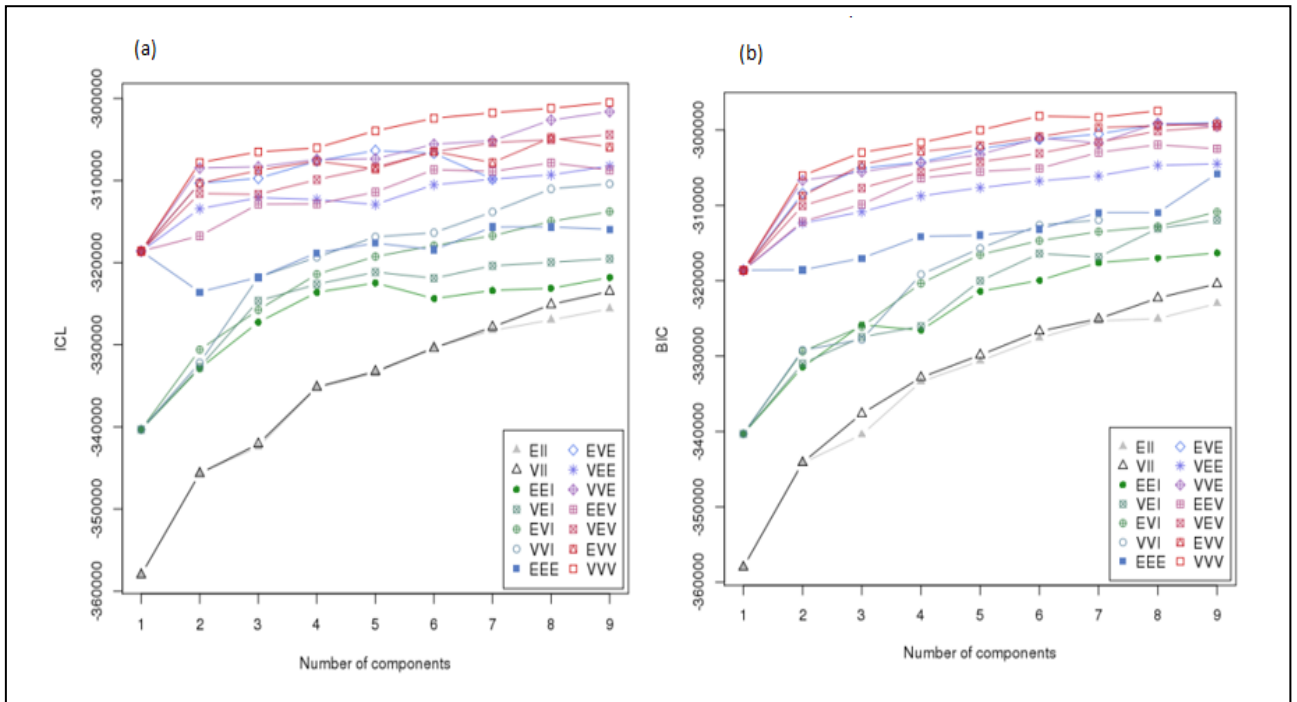 (a)
ICL
-300000
-310000
-320000
-330000
-340000
-350000
-360000
1 2 3 4 5 6 7 8 9
Number of components
EII EVE
VII VEE
EEI VVE
VEI EEV
EVI VEV
VVI EVV
EEE VVV
(b)
BIC
-300000
-310000
-320000
-330000
-340000
-350000
-360000
1 2 3 4 5 6 7 8 9
Number of components
EII EVE
VII VEE
EEI VVE
VEI EEV
EVI VEV
VVI EVV
EEE VVV